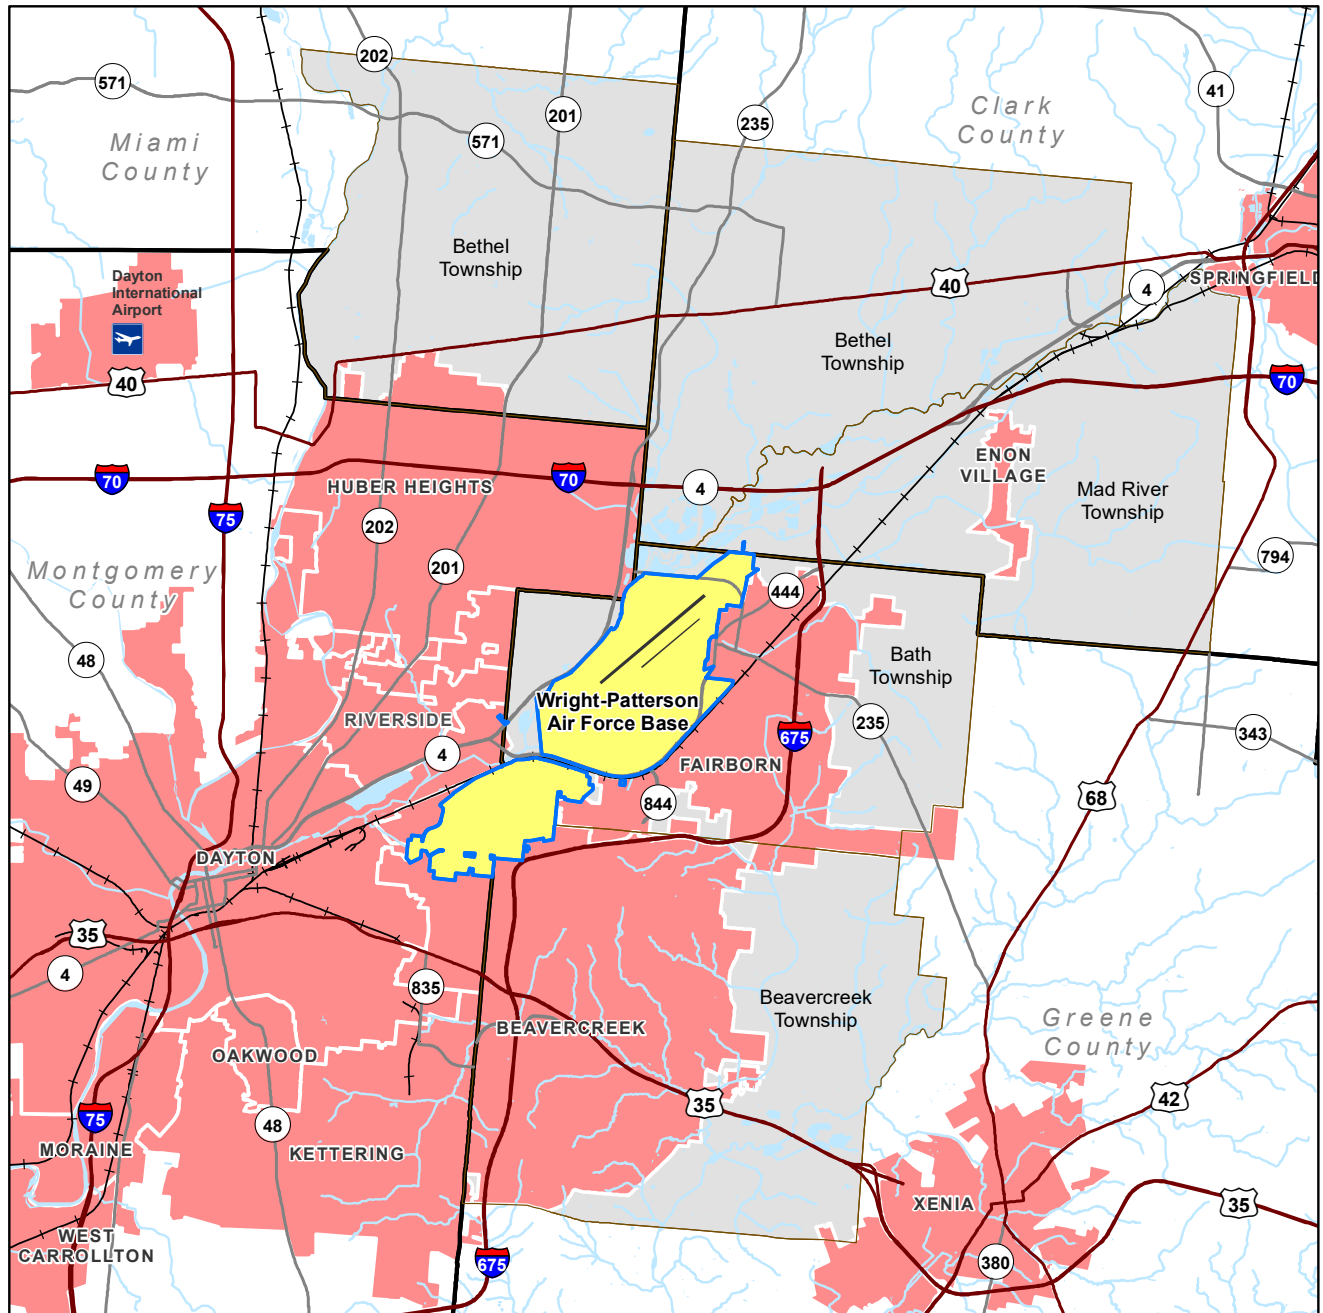 202
571
201
571
235
41
Miami
County
Clark
County
Bethel
Township
Dayton
International
Airport
40
40
4
SPRINGFIELD
Bethel
Township
70
70
75
HUBER HEIGHTS
70
4
ENON
VILLAGE
Mad River
Township
202
201
794
Montgomery
County
444
48
Bath
Township
Wright-Patterson
Air Force Base
RIVERSIDE
4
235
675
343
FAIRBORN
49
844
68
DAYTON
35
4
835
Beavercreek
Township
BEAVERCREEK
Greene
County
OAKWOOD
35
42
75
48
MORAINE
KETTERING
XENIA
35
WEST
CARROLLTON
675
380